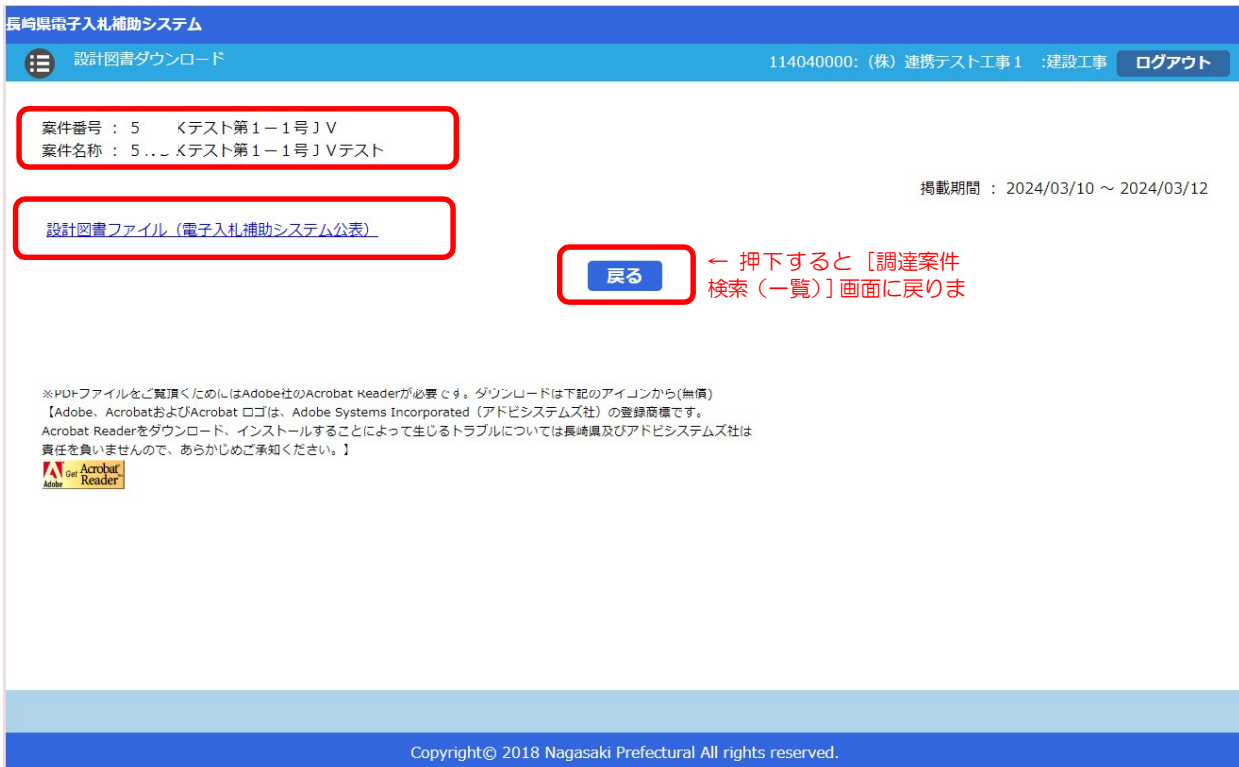 長崎県電子入札補助システム
設計図書ダウンロード
114040000: (株) 連携テスト工事1 :建設工事 ログアウト
案件番号 : 5 Kテスト第1-1号JV
案件名称 : 5 Kテスト第1-1号JVテスト
掲載期間 : 2024/03/10 ~ 2024/03/12
設計図書ファイル(電子入札補助システム公表)
戻る
← 押下すると[調達案件
検索(一覧)]画面に戻りま
※PDFファイルをご覧頂くためにはAdobe社のAcrobat Readerが必要です。ダウンロードは下記のアイコンから(無償)
【Adobe、AcrobatおよびAcrobat ロゴは、Adobe Systems Incorporated(アドビシステムズ社)の登録商標です。
Acrobat Readerをダウンロード、インストールすることによって生じるトラブルについては長崎県及びアドビシステムズ社は
責任を負いませんので、あらかじめご承知ください。】
Adobe Get Acrobat Reader
Copyright© 2018 Nagasaki Prefectural All rights reserved.